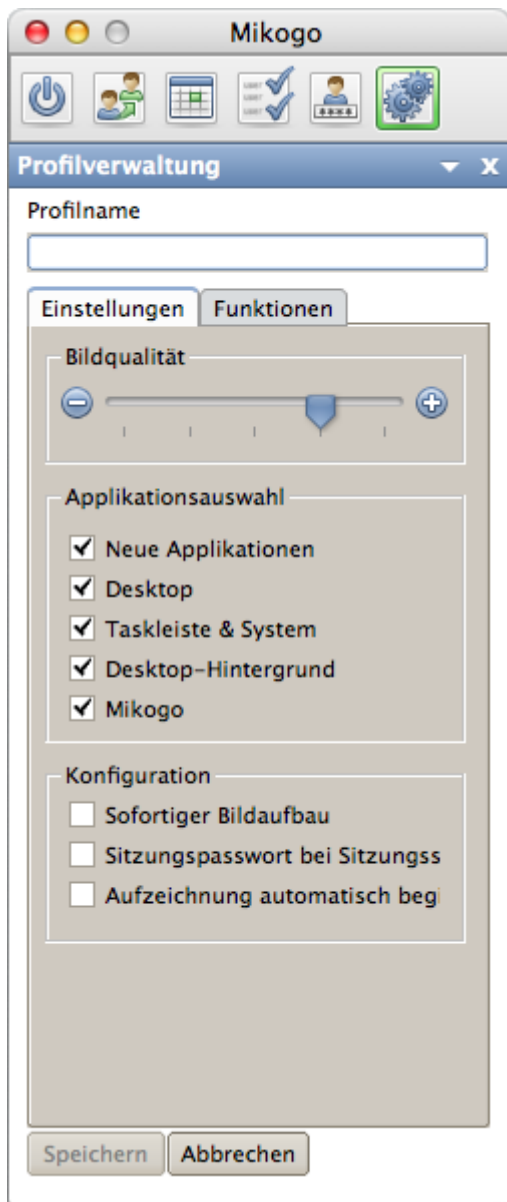 Mikogo
Profilverwaltung
Profilname
Einstellungen Funktionen
Bildqualität
Applikationsauswahl
Neue Applikationen
Desktop
Taskleiste & System
Desktop-Hintergrund
Mikogo
Konfiguration
Sofortiger Bildaufbau
Sitzungspasswort bei Sitzungss
Aufzeichnung automatisch begi
Speichern Abbrechen